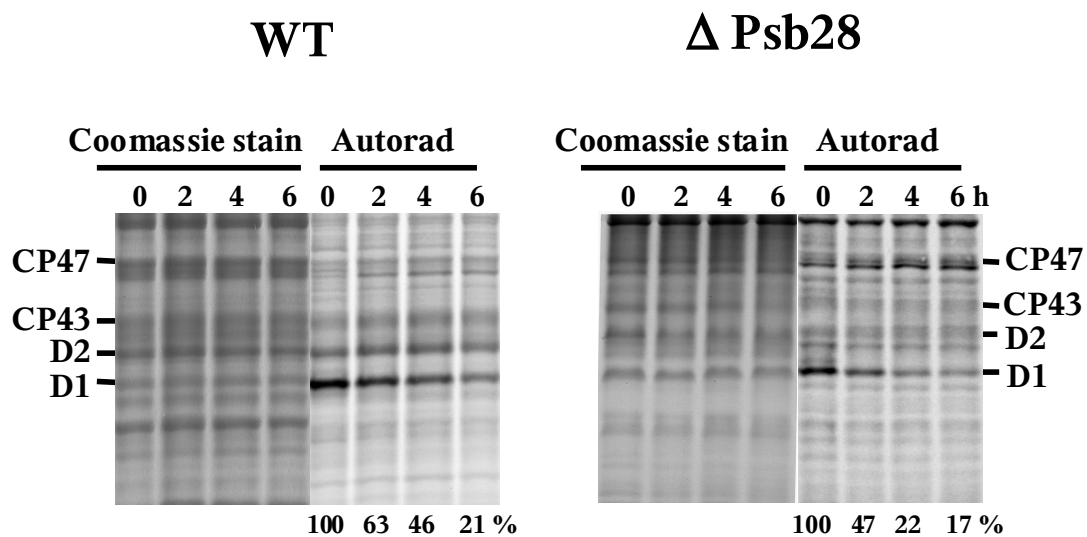 WT
Δ Psb28
Coomassie stain Autorad
Coomassie stain Autorad
0 2 4 6 0 2 4 6
0 2 4 6 0 2 4 6 h
CP47
CP43
D2
D1
CP47
CP43
D2
D1
100 63 46 21 %
100 47 22 17 %